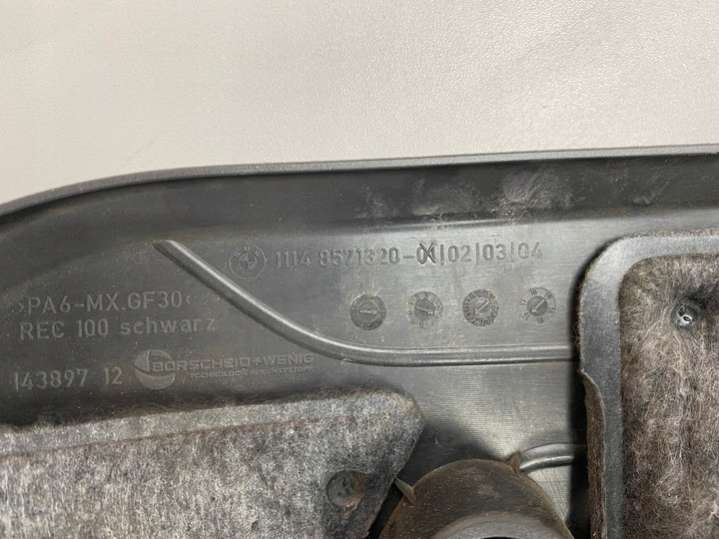 1114 8571320-01|02|03|04
>PA6-MX.GF30<
REC 100 schwarz
143897 12
BORSCHEID+WENIG